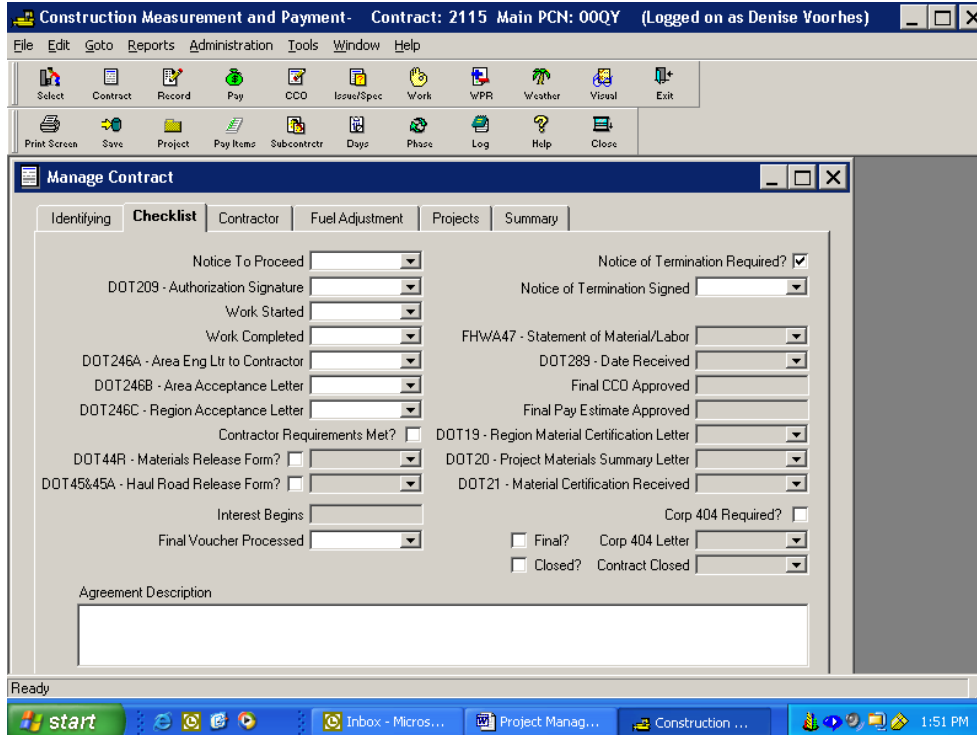 Construction Measurement and Payment- Contract: 2115 Main PCN: 00QY (Logged on as Denise Voorhes)
File Edit Goto Reports Administration Tools Window Help
Select Contract Record Pay CCO Issue/Spec Work WPR Weather Visual Exit
Print Screen Save Project Pay Items Subcontrctr Days Phase Log Help Close
Manage Contract
Identifying Checklist Contractor Fuel Adjustment Projects Summary
Notice To Proceed Notice of Termination Required?
DOT209 - Authorization Signature Notice of Termination Signed
Work Started
Work Completed FHWA47 - Statement of Material/Labor
DOT246A - Area Eng Ltr to Contractor DOT289 - Date Received
DOT246B - Area Acceptance Letter Final CCO Approved
DOT246C - Region Acceptance Letter Final Pay Estimate Approved
Contractor Requirements Met? DOT19 - Region Material Certification Letter
DOT44R - Materials Release Form? DOT20 - Project Materials Summary Letter
DOT45&45A - Haul Road Release Form? DOT21 - Material Certification Received
Interest Begins Corp 404 Required?
Final Voucher Processed Final? Corp 404 Letter
Closed? Contract Closed
Agreement Description
Ready
start Inbox - Micros... Project Manag... Construction ... 1:51 PM